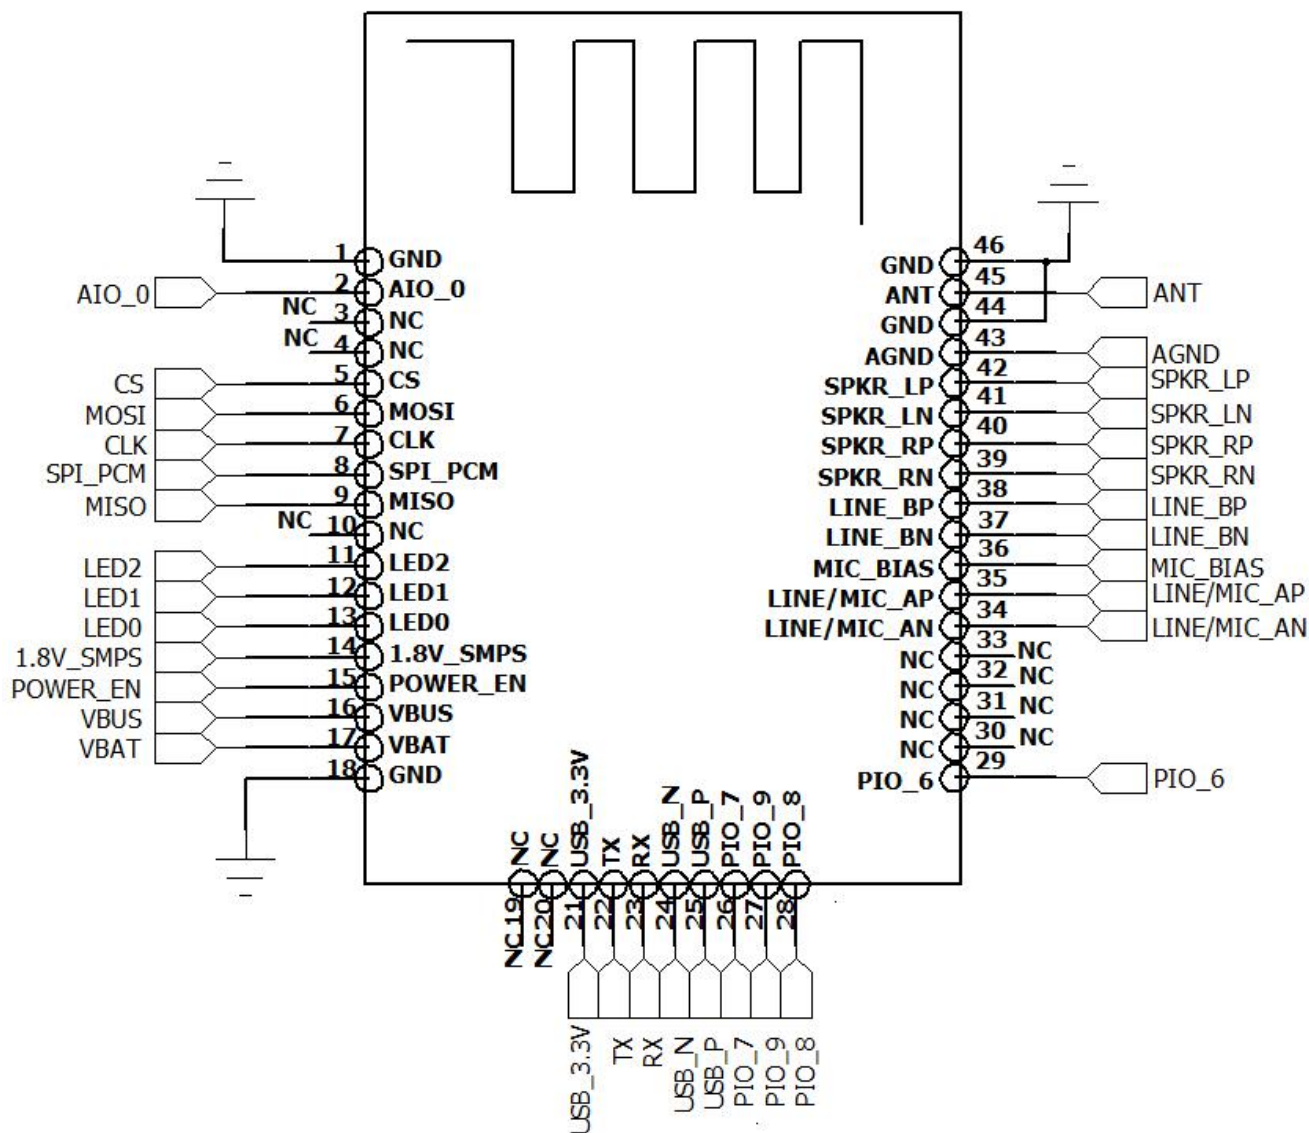 1 GND
AIO_0 2 AIO_0
NC 3 NC
NC 4 NC
CS 5 CS
MOSI 6 MOSI
CLK 7 CLK
SPI_PCM 8 SPI_PCM
MISO 9 MISO
NC 10 NC
LED2 11 LED2
LED1 12 LED1
LED0 13 LED0
1.8V_SMPS 14 1.8V_SMPS
POWER_EN 15 POWER_EN
VBUS 16 VBUS
VBAT 17 VBAT
18 GND
GND 46
ANT 45 ANT
GND 44
AGND 43 AGND
SPKR_LP 42 SPKR_LP
SPKR_LN 41 SPKR_LN
SPKR_RP 40 SPKR_RP
SPKR_RN 39 SPKR_RN
LINE_BP 38 LINE_BP
LINE_BN 37 LINE_BN
MIC_BIAS 36 MIC_BIAS
LINE/MIC_AP 35 LINE/MIC_AP
LINE/MIC_AN 34 LINE/MIC_AN
NC 33 NC
NC 32 NC
NC 31 NC
NC 30 NC
PIO_6 29 PIO_6
NC 19 NC
NC 20 NC
USB_3.3V 21 USB_3.3V
TX 22 TX
RX 23 RX
USB_N 24 USB_N
USB_P 25 USB_P
PIO_7 26 PIO_7
PIO_9 27 PIO_9
PIO_8 28 PIO_8